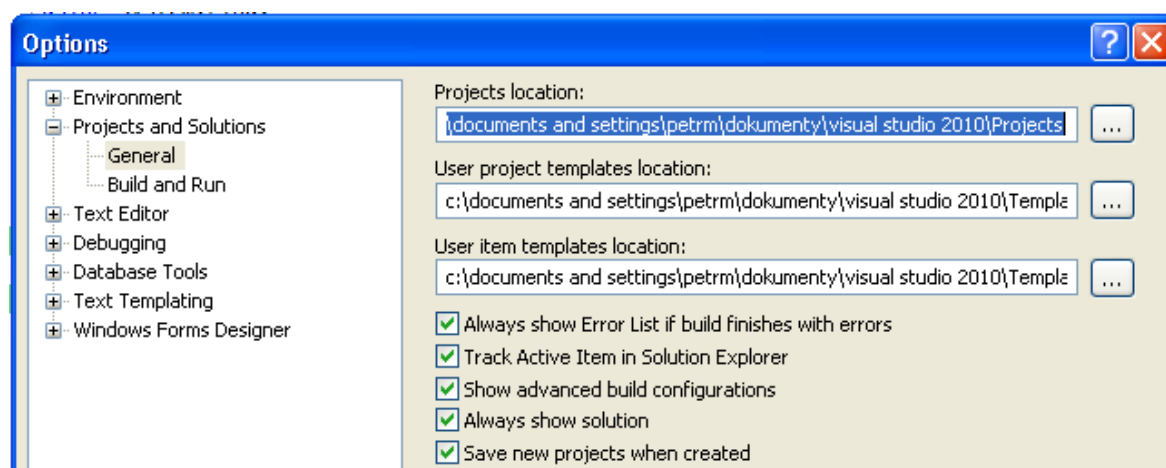 Options
Environment
Projects and Solutions
General
Build and Run
Text Editor
Debugging
Database Tools
Text Templating
Windows Forms Designer
Projects location:
\documents and settings\petrm\dokumenty\visual studio 2010\Projects
...
User project templates location:
c:\documents and settings\petrm\dokumenty\visual studio 2010\Templa
...
User item templates location:
c:\documents and settings\petrm\dokumenty\visual studio 2010\Templa
...
Always show Error List if build finishes with errors
Track Active Item in Solution Explorer
Show advanced build configurations
Always show solution
Save new projects when created